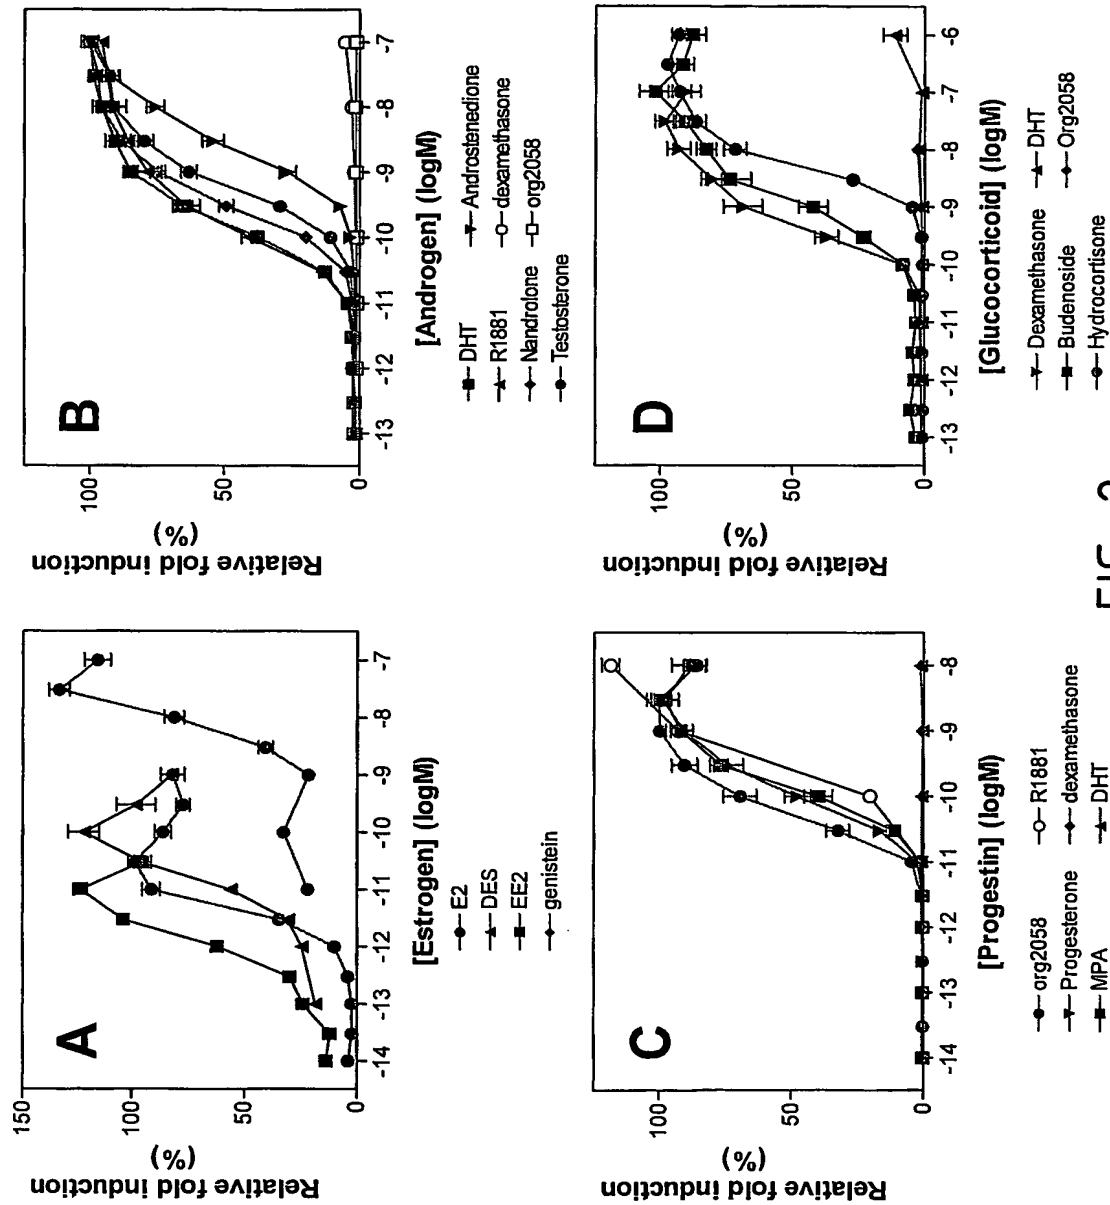 A
Relative fold induction
(%)
150
100
50
0
-14
-13
-12
-11
-10
-9
-8
-7
[Estrogen] (logM)
E2
DES
EE2
genistein
B
Relative fold induction
(%)
100
50
0
-13
-12
-11
-10
-9
-8
-7
[Androgen] (logM)
DHT
R1881
Nandrolone
Testosterone
Androstenedione
dexamethasone
org2058
C
Relative fold induction
(%)
100
50
0
-14
-13
-12
-11
-10
-9
-8
[Progestin] (logM)
org2058
Progesterone
MPA
R1881
dexamethasone
DHT
D
Relative fold induction
(%)
100
50
0
-13
-12
-11
-10
-9
-8
-7
-6
[Glucocorticoid] (logM)
Dexamethasone
Budenoside
Hydrocortisone
DHT
Org2058